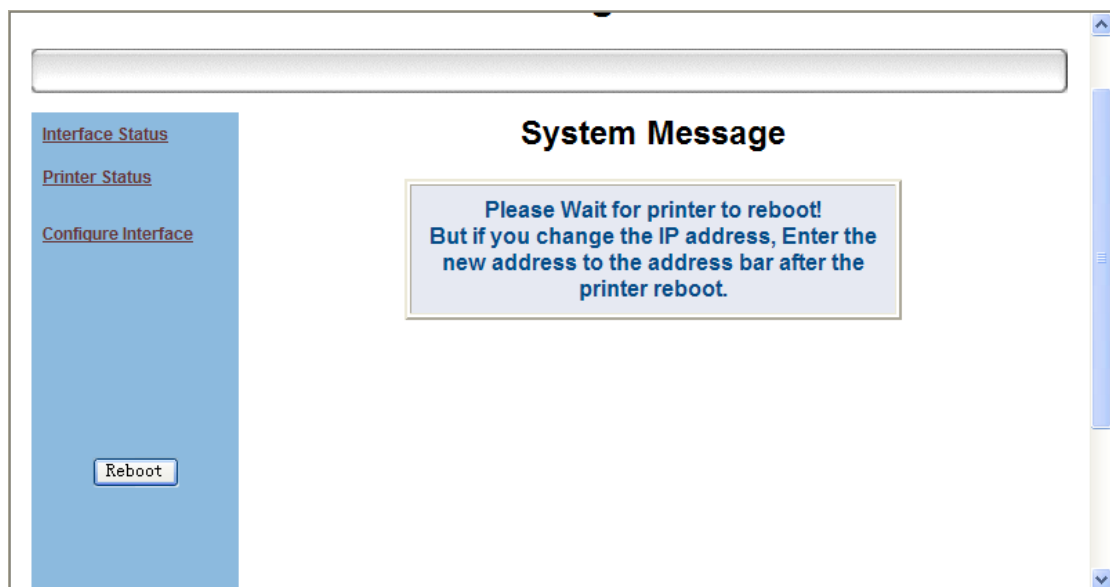 Interface Status
Printer Status
Configure Interface
Reboot
System Message
Please Wait for printer to reboot!
But if you change the IP address, Enter the
new address to the address bar after the
printer reboot.